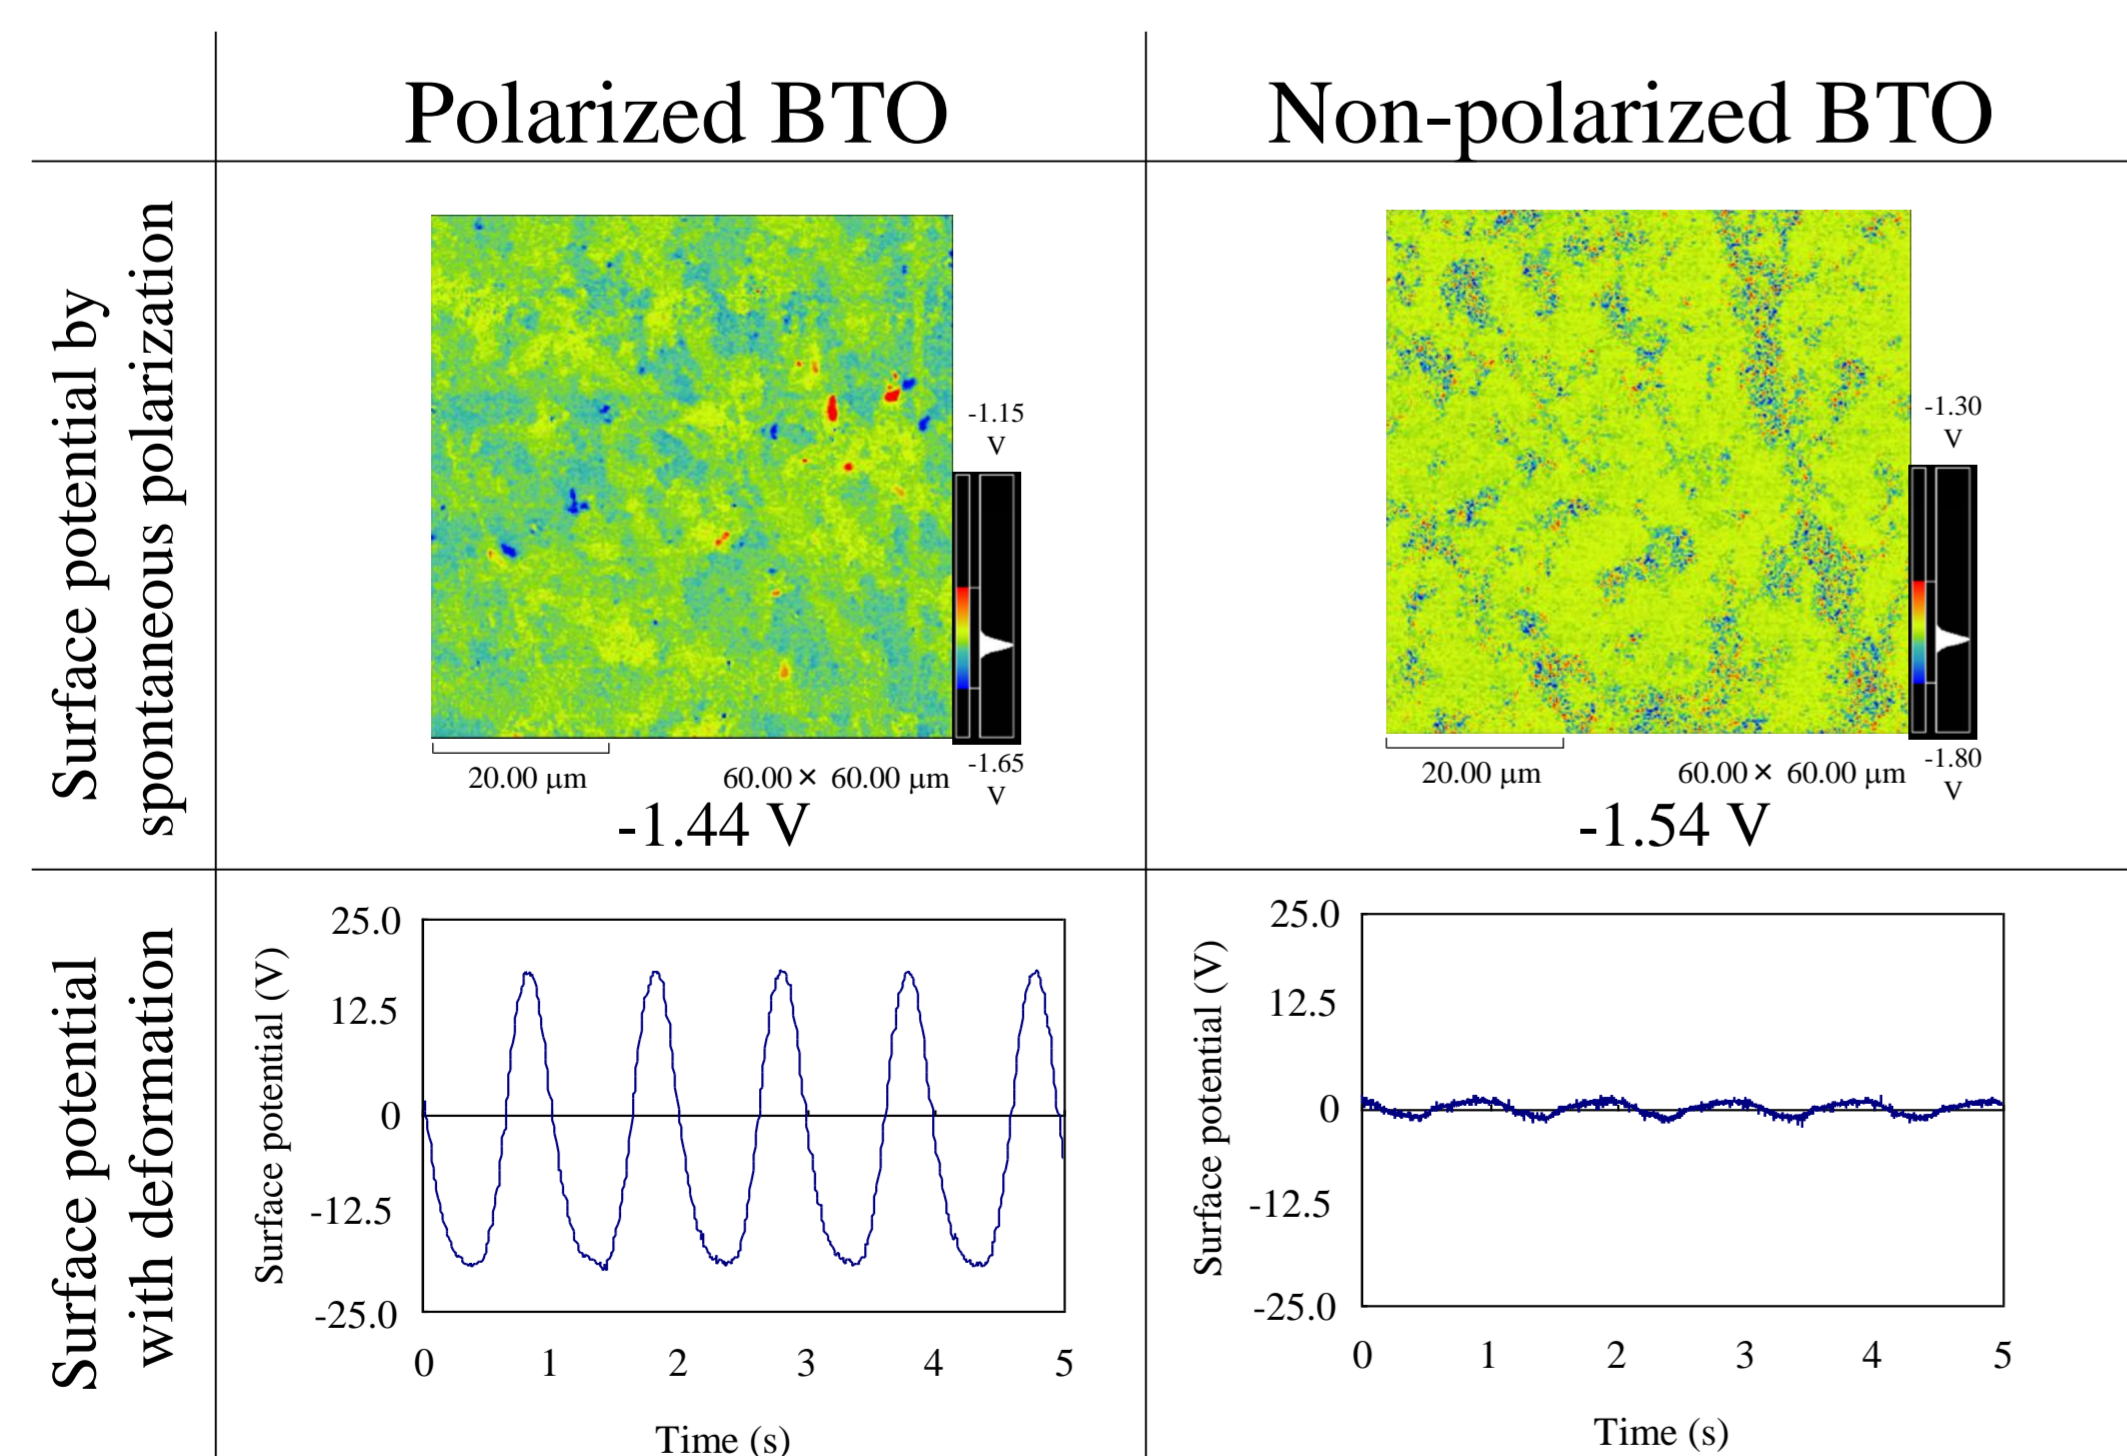 Polarized BTO
Non-polarized BTO
Surface potential by
spontaneous polarization
-1.15
V
-1.65
V
20.00 μm
60.00 × 60.00 μm
-1.44 V
-1.30
V
-1.80
V
20.00 μm
60.00 × 60.00 μm
-1.54 V
Surface potential
with deformation
Surface potential (V)
25.0
12.5
0
-12.5
-25.0
0 1 2 3 4 5
Time (s)
Surface potential (V)
25.0
12.5
0
-12.5
-25.0
0 1 2 3 4 5
Time (s)